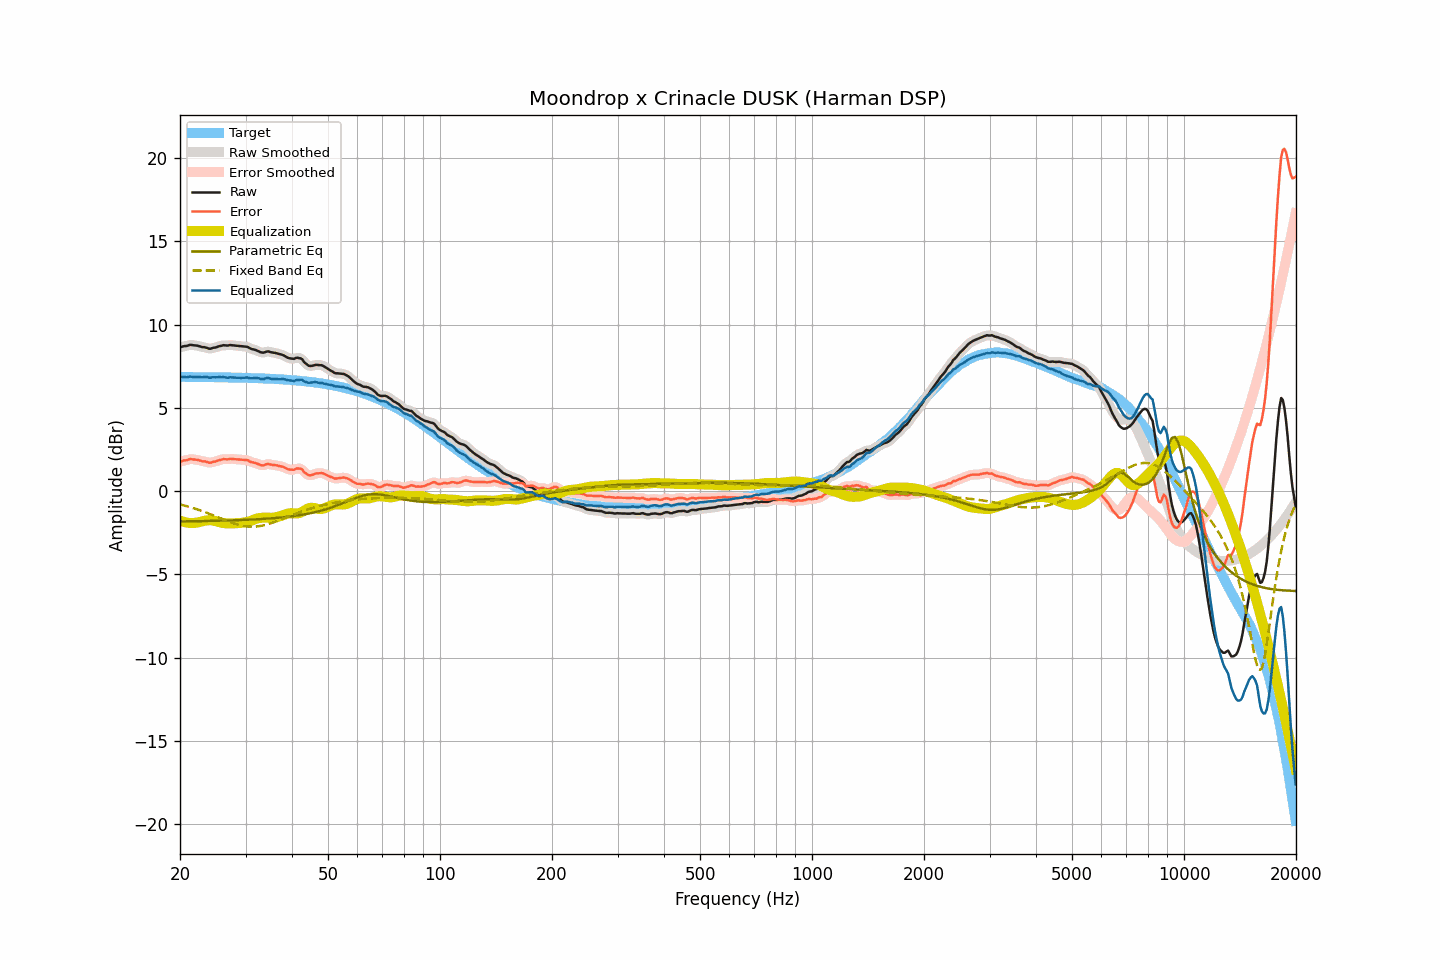 Moondrop x Crinacle DUSK (Harman DSP)
Target
Raw Smoothed
Error Smoothed
Raw
Error
Equalization
Parametric Eq
Fixed Band Eq
Equalized
20
15
10
5
0
−5
−10
−15
−20
Amplitude (dBr)
20 50 100 200 500 1000 2000 5000 10000 20000
Frequency (Hz)